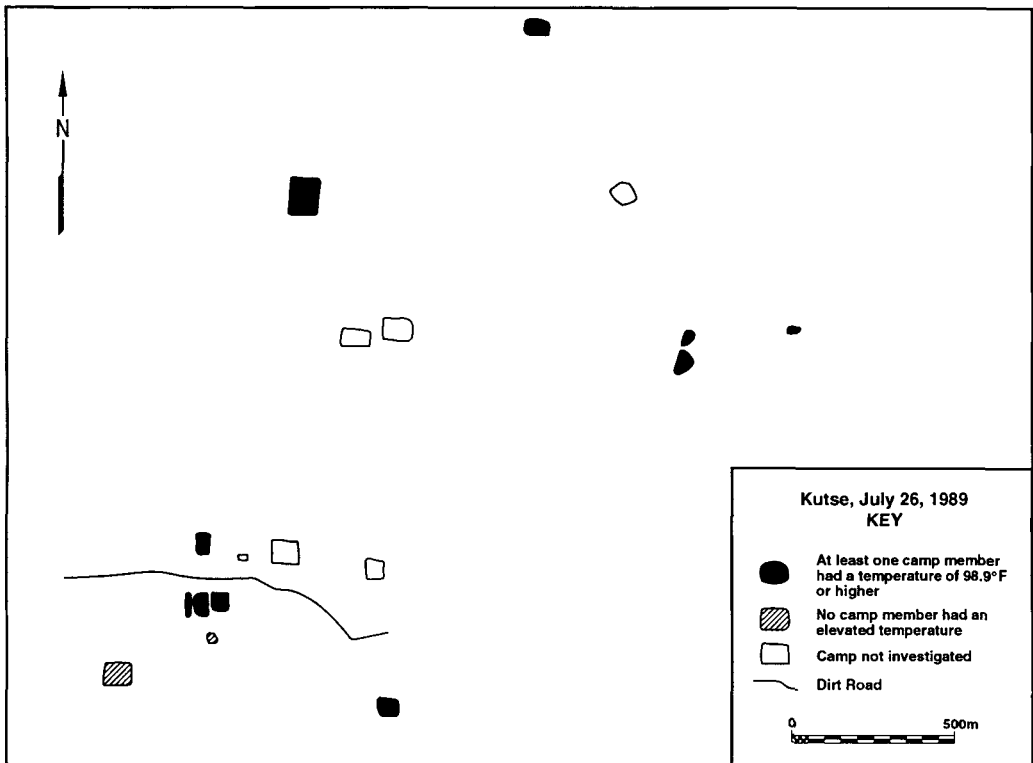 N
Kutse, July 26, 1989
KEY
At least one camp member
had a temperature of 98.9°F
or higher
No camp member had an
elevated temperature
Camp not investigated
Dirt Road
0
500m